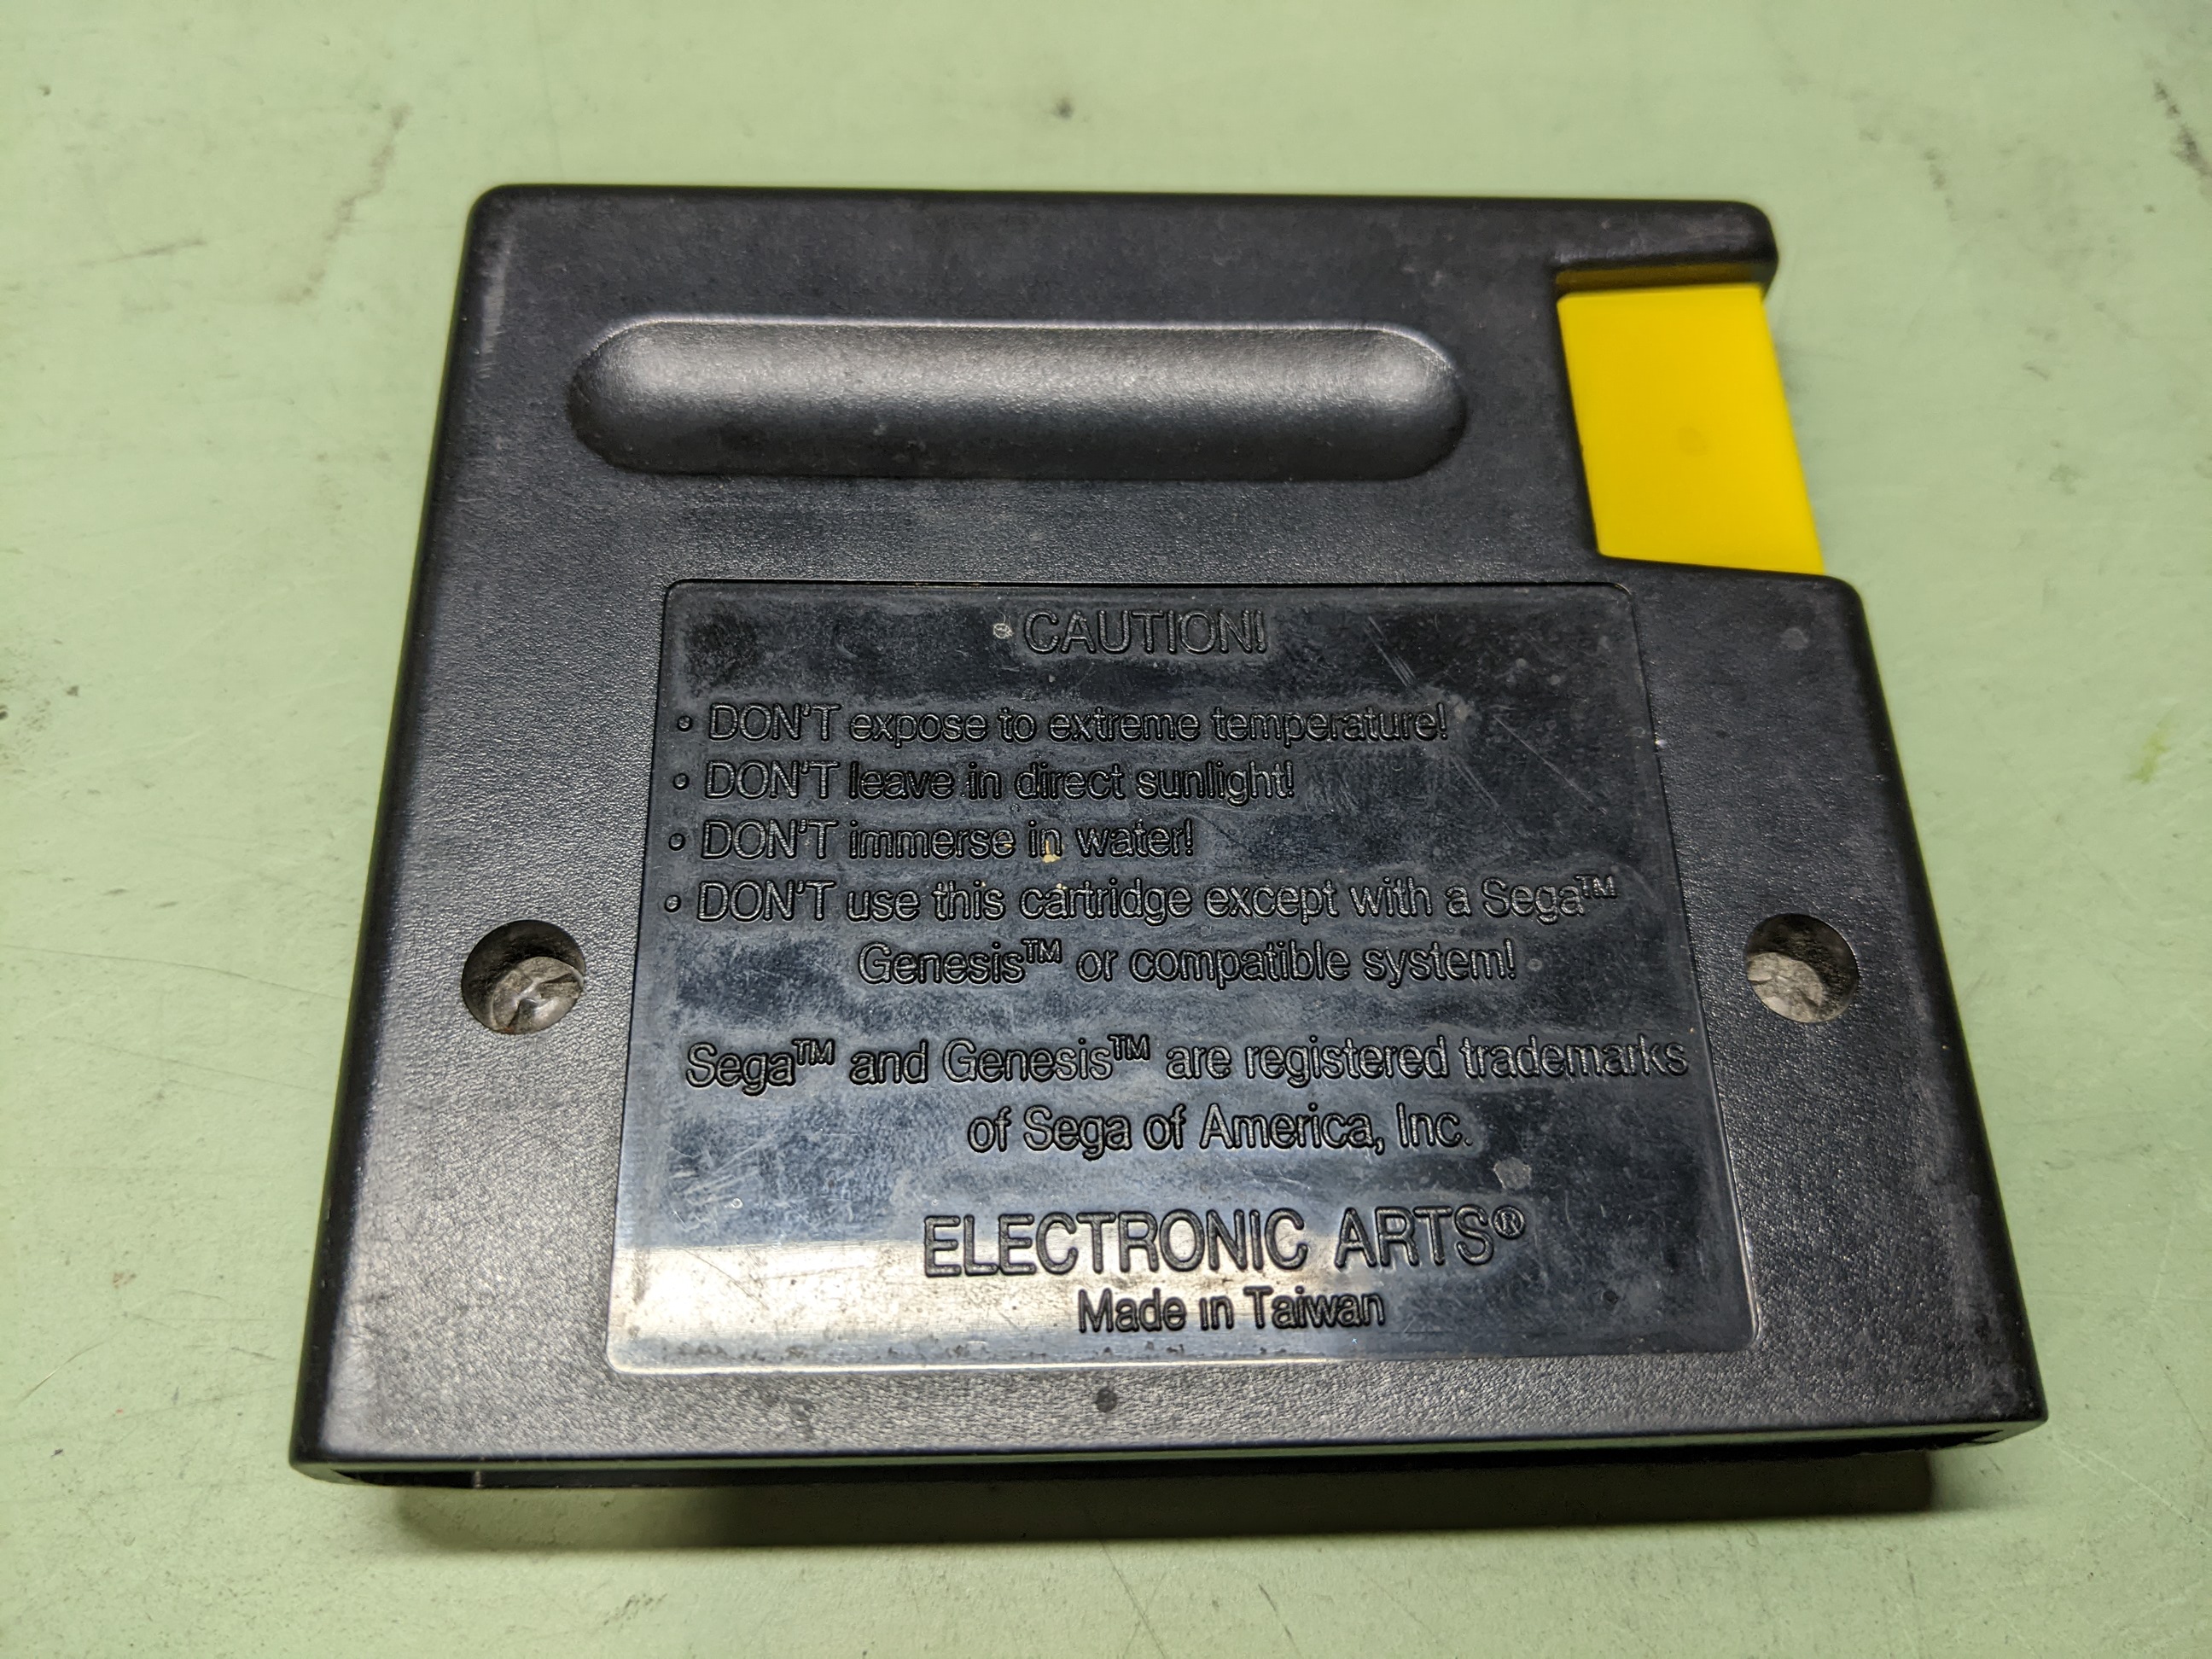 CAUTION!
• DON'T expose to extreme temperature!
• DON'T leave in direct sunlight!
• DON'T immerse in water!
• DON'T use this cartridge except with a Sega™
Genesis™ or compatible system!
Sega™ and Genesis™ are registered trademarks
of Sega of America, Inc.
ELECTRONIC ARTS®
Made in Taiwan